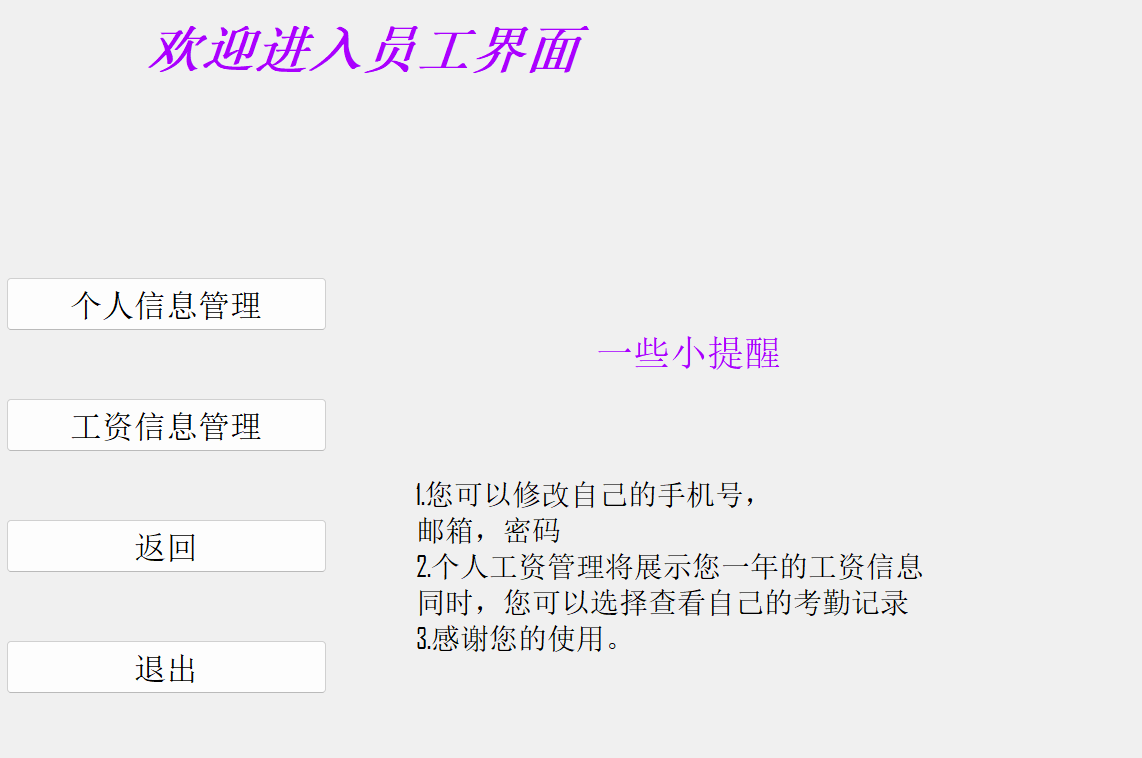 欢迎进入员工界面
个人信息管理
一些小提醒
工资信息管理
1.您可以修改自己的手机号，
邮箱，密码
返回
2.个人工资管理将展示您一年的工资信息
同时，您可以选择查看自己的考勤记录
3.感谢您的使用。
退出